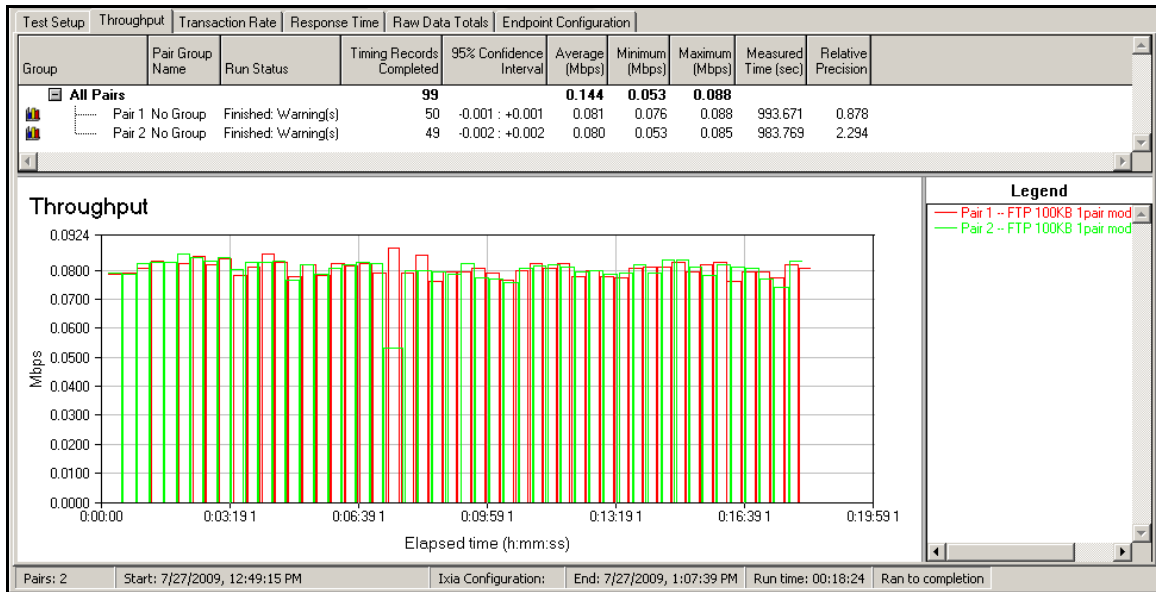 Test Setup Throughput Transaction Rate Response Time Raw Data Totals Endpoint Configuration
Group Pair Group Name Run Status Timing Records Completed 95% Confidence Interval Average (Mbps) Minimum (Mbps) Maximum (Mbps) Measured Time (sec) Relative Precision
All Pairs 99 0.144 0.053 0.088
Pair 1 No Group Finished: Warning(s) 50 -0.001 : +0.001 0.081 0.076 0.088 993.671 0.878
Pair 2 No Group Finished: Warning(s) 49 -0.002 : +0.002 0.080 0.053 0.085 983.769 2.294
Throughput
Mbps
0.0924
0.0800
0.0700
0.0600
0.0500
0.0400
0.0300
0.0200
0.0100
0.0000
0:00:00 0:03:19 1 0:06:39 1 0:09:59 1 0:13:19 1 0:16:39 1 0:19:59 1
Elapsed time (h:mm:ss)
Legend
Pair 1 -- FTP 100KB 1pair mod
Pair 2 -- FTP 100KB 1pair mod
Pairs: 2 Start: 7/27/2009, 12:49:15 PM Ixia Configuration: End: 7/27/2009, 1:07:39 PM Run time: 00:18:24 Ran to completion